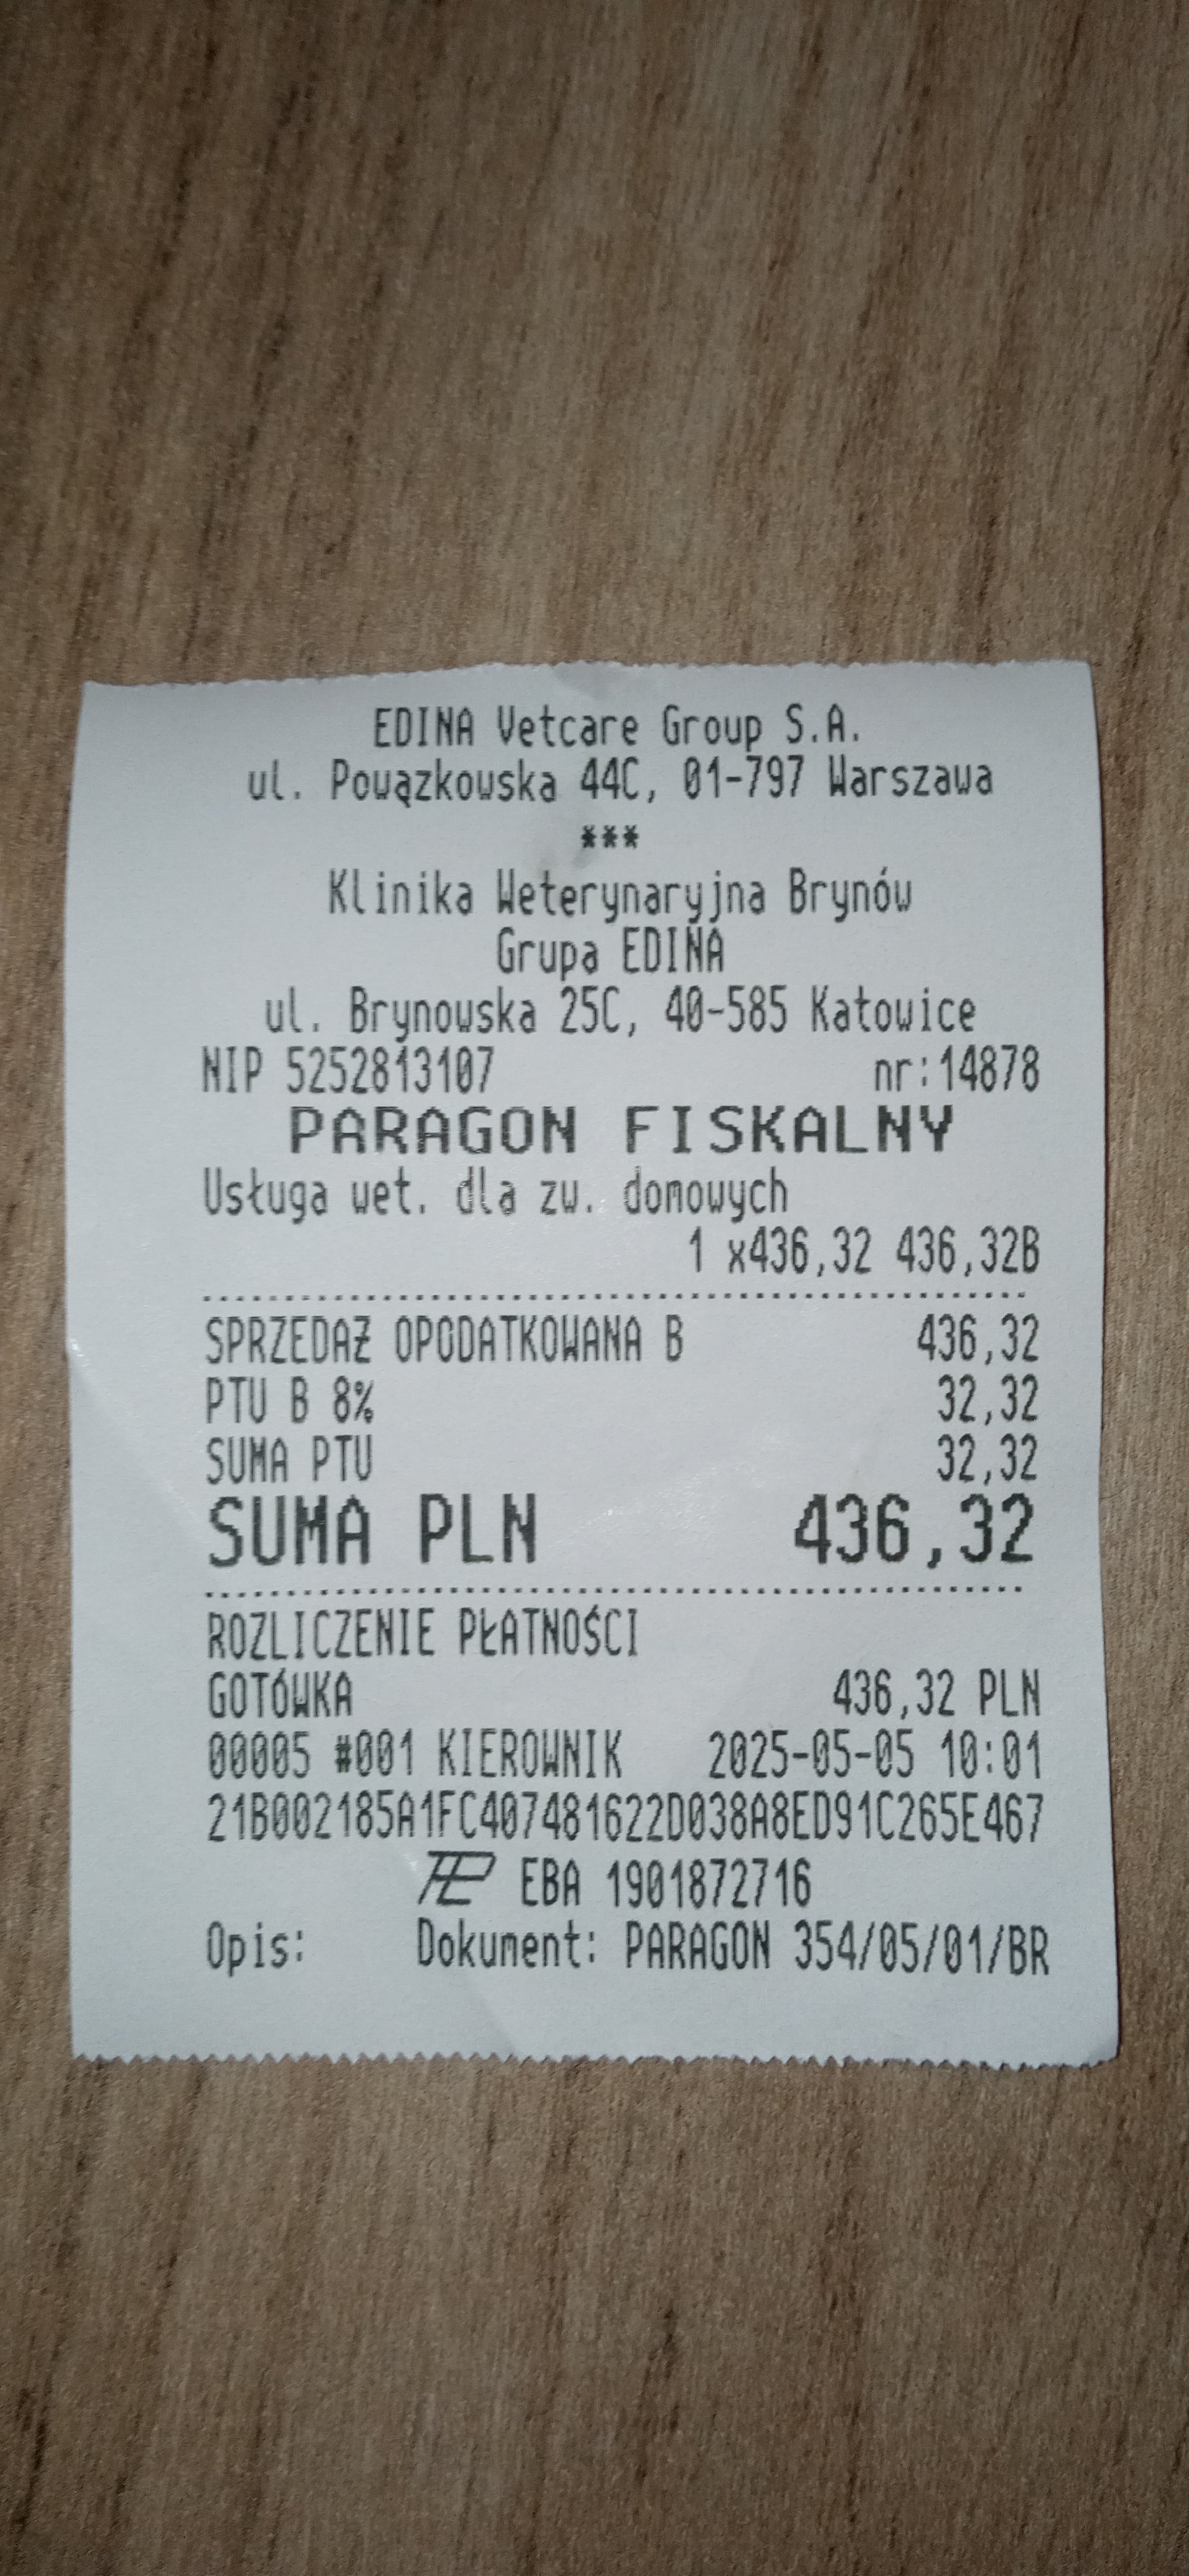 EDINA Vetcare Group S.A.
ul. Powązkowska 44C, 01-797 Warszawa
***
Klinika Weterynaryjna Brynów
Grupa EDINA
ul. Brynowska 25C, 40-585 Katowice
NIP 5252813107 nr:14878
PARAGON FISKALNY
Usługa wet. dla zw. domowych
1 x436,32 436,32B
SPRZEDAŻ OPODATKOWANA B 436,32
PTU B 8% 32,32
SUMA PTU 32,32
SUMA PLN 436,32
ROZLICZENIE PŁATNOŚCI
GOTÓWKA 436,32 PLN
00005 #001 KIEROWNIK 2025-05-05 10:01
21B002185A1FC407481622D038A8ED91C265E467
EBA 1901872716
Opis: Dokument: PARAGON 354/05/01/BR